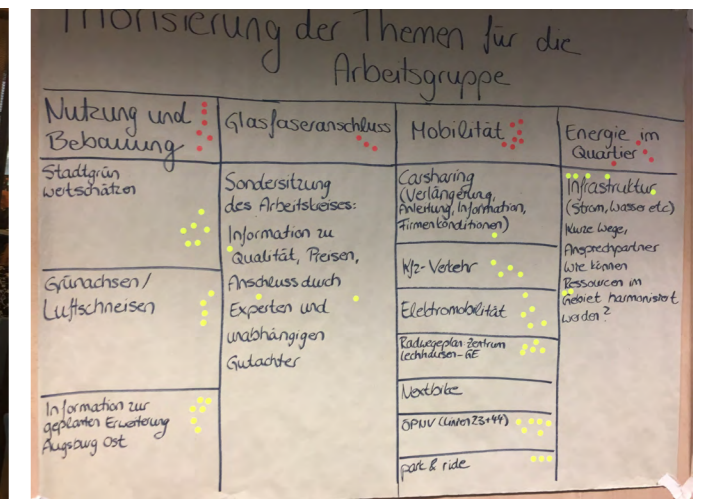 Priorisierung der Themen für die
Arbeitsgruppe
Nutzung und
Bebauung
Stadtgrün
wertschätzen
Grünachsen /
Luftschneisen
Information zur
geplanten Erweiterung
Augsburg Ost
Glasfaseranschluss
Sondersitzung
des Arbeitskreises:
Information zu
Qualität, Preisen,
Anschluss durch
Experten und
unabhängigen
Gutachter
Mobilität
Carsharing
(Verlängerung,
Anleitung, Information,
Firmenkonditionen)
Kfz-Verkehr
Elektromobilität
Radwegeplan Zentrum
Lechhausen-GE
Nextbike
ÖPNV (Linien 23+44)
park & ride
Energie im
Quartier
Infrastruktur
(Strom, Wasser etc)
Kurze Wege,
Ansprechpartner
Wie können
Ressourcen im
Gebiet harmonisiert
werden?